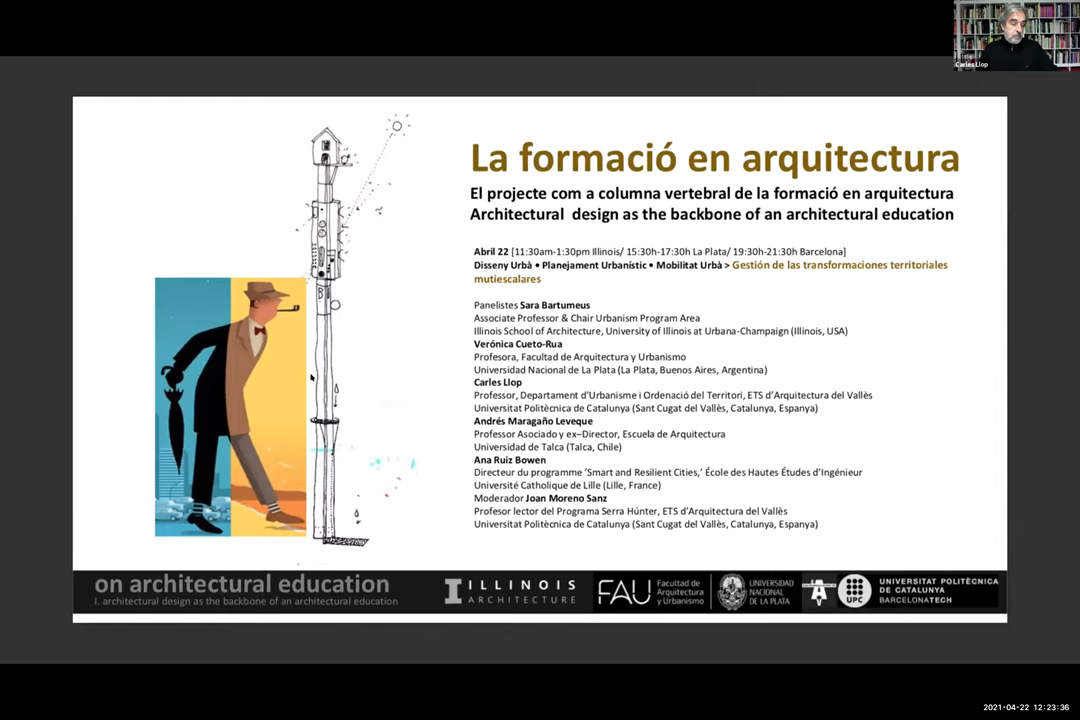 Carles Llop
La formació en arquitectura
El projecte com a columna vertebral de la formació en arquitectura
Architectural design as the backbone of an architectural education
Abril 22 [11:30am-1:30pm Illinois/ 15:30h-17:30h La Plata/ 19:30h-21:30h Barcelona]
Disseny Urbà • Planejament Urbanístic • Mobilitat Urbà > Gestión de las transformaciones territoriales
mutiescalares
Panelistes Sara Bartumeus
Associate Professor & Chair Urbanism Program Area
Illinois School of Architecture, University of Illinois at Urbana-Champaign (Illinois, USA)
Verónica Cueto-Rua
Profesora, Facultad de Arquitectura y Urbanismo
Universidad Nacional de La Plata (La Plata, Buenos Aires, Argentina)
Carles Llop
Professor, Departament d'Urbanisme i Ordenació del Territori, ETS d'Arquitectura del Vallès
Universitat Politècnica de Catalunya (Sant Cugat del Vallès, Catalunya, Espanya)
Andrés Maragaño Leveque
Professor Asociado y ex–Director, Escuela de Arquitectura
Universidad de Talca (Talca, Chile)
Ana Ruiz Bowen
Directeur du programme 'Smart and Resilient Cities,' École des Hautes Études d'Ingénieur
Université Catholique de Lille (Lille, France)
Moderador Joan Moreno Sanz
Profesor lector del Programa Serra Húnter, ETS d'Arquitectura del Vallès
Universitat Politècnica de Catalunya (Sant Cugat del Vallès, Catalunya, Espanya)
on architectural education
I. architectural design as the backbone of an architectural education
ILLINOIS
ARCHITECTURE
FAU
Facultad de
Arquitectura
y Urbanismo
UNIVERSIDAD
NACIONAL
DE LA PLATA
UPC
UNIVERSITAT POLITÈCNICA
DE CATALUNYA
BARCELONATECH
2021-04-22 12:23:36